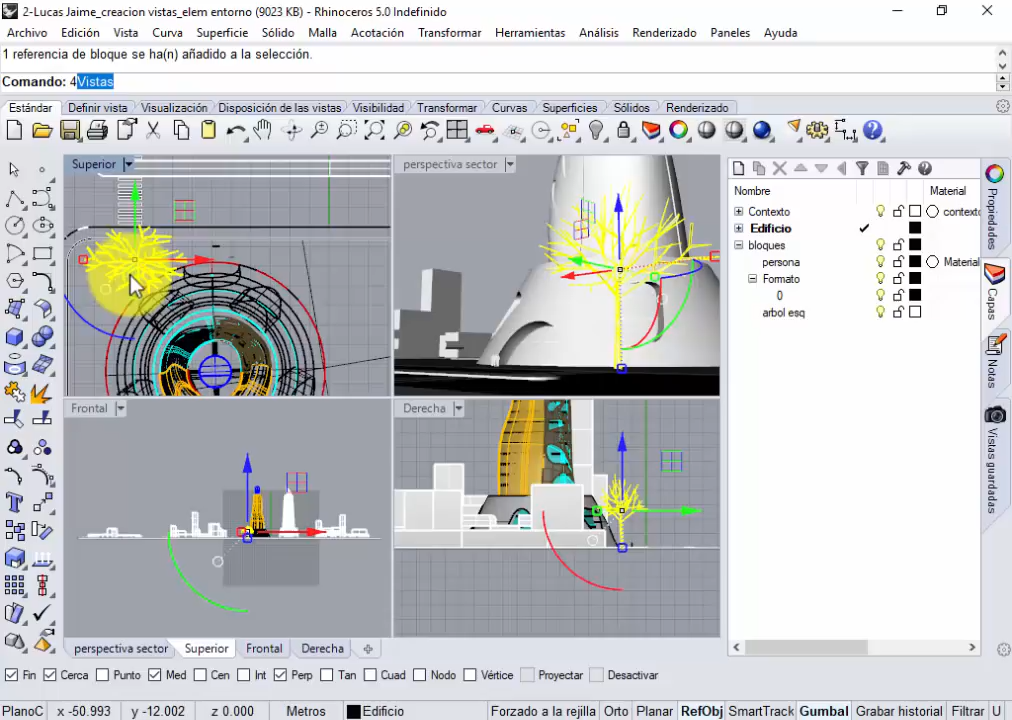 2-Lucas Jaime_creacion vistas_elem entorno (9023 KB) - Rhinoceros 5.0 Indefinido
Archivo Edición Vista Curva Superficie Sólido Malla Acotación Transformar Herramientas Análisis Renderizado Paneles Ayuda
1 referencia de bloque se ha(n) añadido a la selección.
Comando: 4Vistas
Estándar Definir vista Visualización Disposición de las vistas Visibilidad Transformar Curvas Superficies Sólidos Renderizado
Superior
perspectiva sector
Nombre Material
Contexto contexto
Edificio
bloques
persona Material
Formato
0
arbol esq
Propiedades
Capas
Notas
Vistas guardadas
Frontal
Derecha
perspectiva sector Superior Frontal Derecha
Fin Cerca Punto Med Cen Int Perp Tan Cuad Nodo Vértice Proyectar Desactivar
PlanoC x -50.993 y -12.002 z 0.000 Metros Edificio Forzado a la rejilla Orto Planar RefObj SmartTrack Gumbal Grabar historial Filtrar U